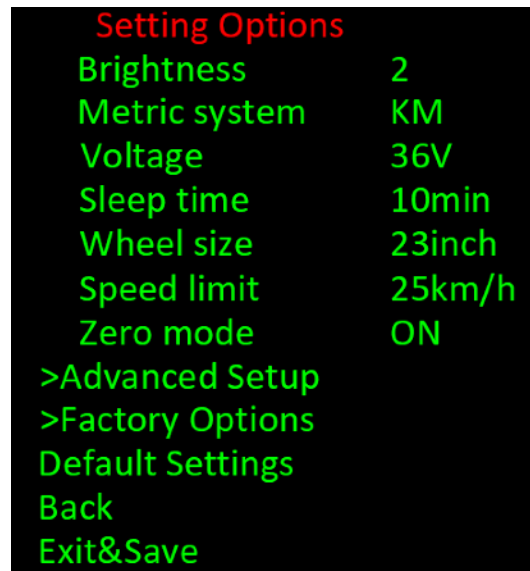 Setting Options
Brightness 2
Metric system KM
Voltage 36V
Sleep time 10min
Wheel size 23inch
Speed limit 25km/h
Zero mode ON
>Advanced Setup
>Factory Options
Default Settings
Back
Exit&Save